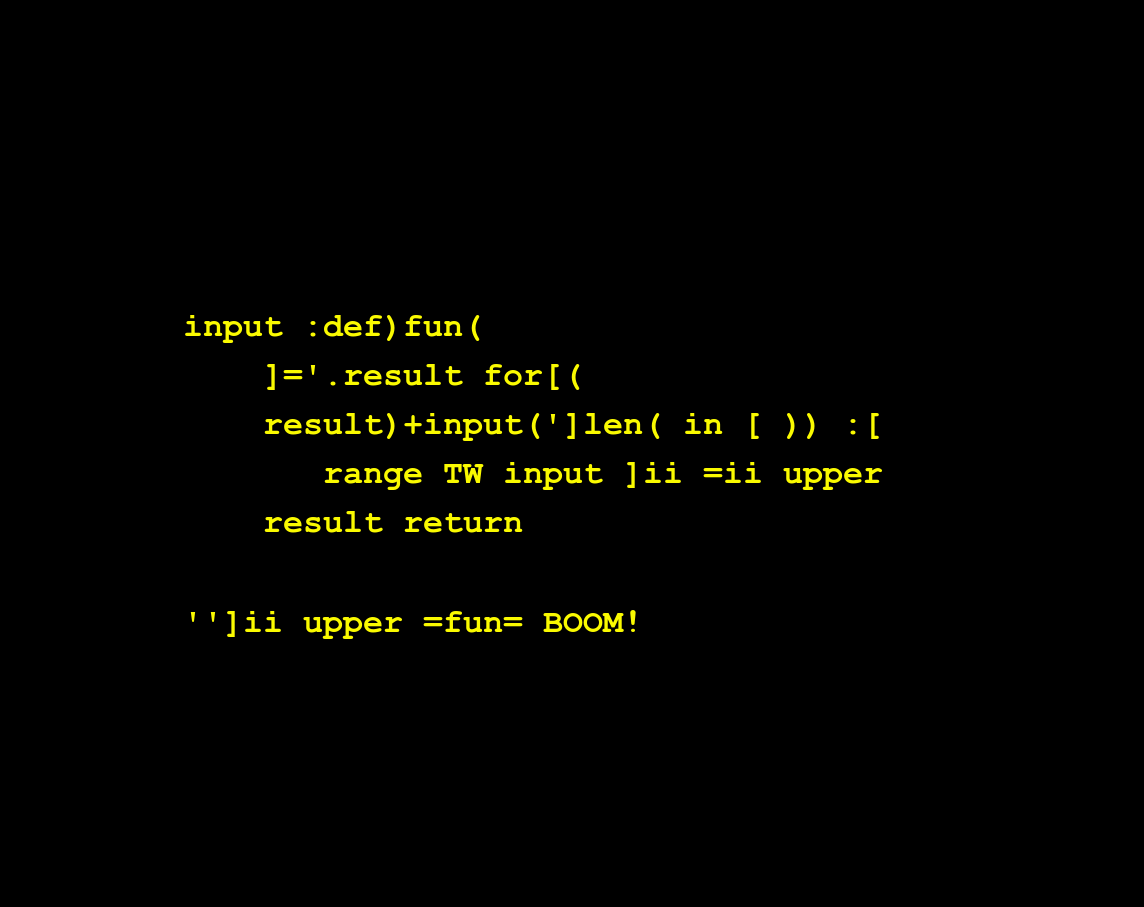 input :def)fun(
]='.result for[(
result)+input(']len( in [ )) :[
range TW input ]ii =ii upper
result return
'']ii upper =fun= BOOM!